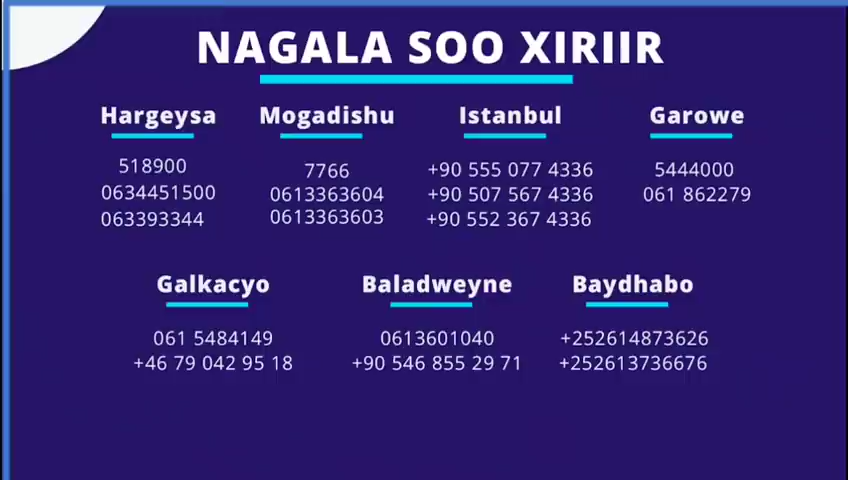 NAGALA SOO XIRIIR
Hargeysa
518900
0634451500
063393344
Mogadishu
7766
0613363604
0613363603
Istanbul
+90 555 077 4336
+90 507 567 4336
+90 552 367 4336
Garowe
5444000
061 862279
Galkacyo
061 5484149
+46 79 042 95 18
Baladweyne
0613601040
+90 546 855 29 71
Baydhabo
+252614873626
+252613736676